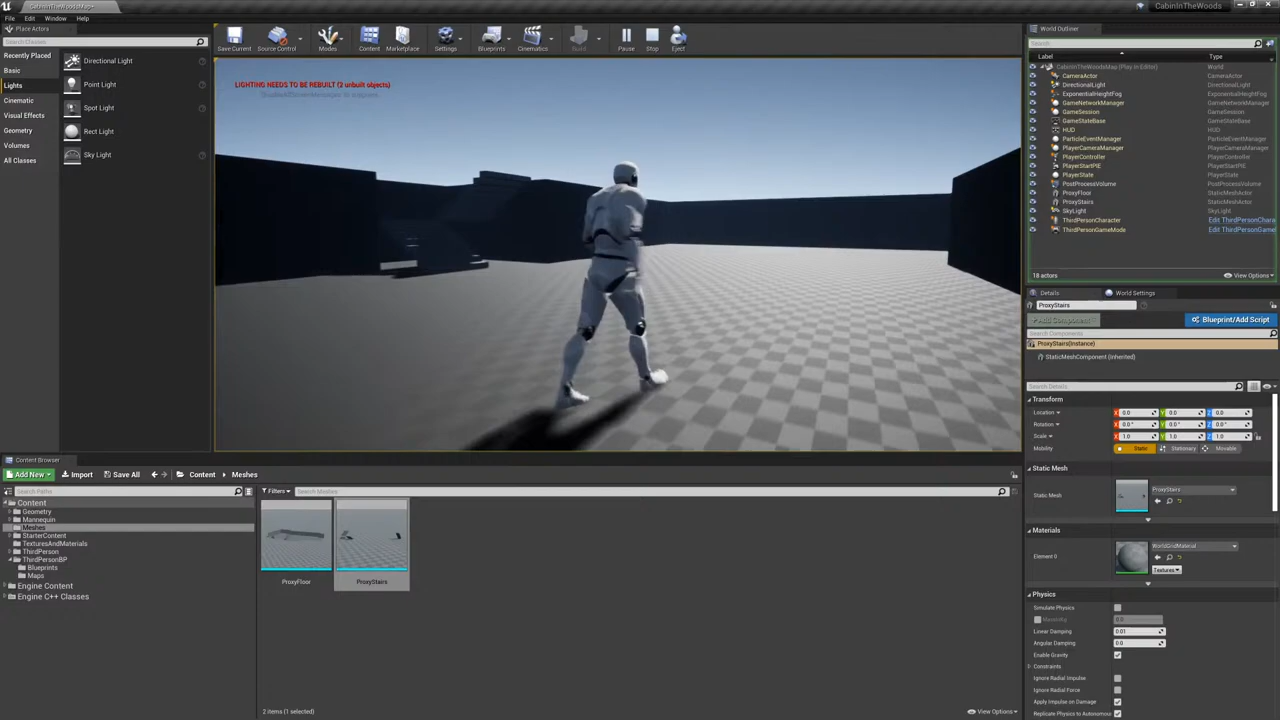 CabinInTheWoodsMap*
CabinInTheWoods
File Edit Window Help
Place Actors
Search Classes
Recently Placed
Basic
Lights
Cinematic
Visual Effects
Geometry
Volumes
All Classes
Directional Light
Point Light
Spot Light
Rect Light
Sky Light
Save Current Source Control Modes Content Marketplace Settings Blueprints Cinematics Build Pause Stop Eject
LIGHTING NEEDS TO BE REBUILT (2 unbuilt objects)
World Outliner
Search
Label Type
CabinInTheWoodsMap (Play In Editor) World
CameraActor CameraActor
DirectionalLight DirectionalLight
ExponentialHeightFog ExponentialHeightFog
GameNetworkManager GameNetworkManager
GameSession GameSession
GameStateBase GameStateBase
HUD HUD
ParticleEventManager ParticleEventManager
PlayerCameraManager PlayerCameraManager
PlayerController PlayerController
PlayerStartPIE PlayerStartPIE
PlayerState PlayerState
PostProcessVolume PostProcessVolume
ProxyFloor StaticMeshActor
ProxyStairs StaticMeshActor
SkyLight SkyLight
ThirdPersonCharacter Edit ThirdPersonChara
ThirdPersonGameMode Edit ThirdPersonGame
18 actors View Options
Details World Settings
ProxyStairs
Add Component Blueprint/Add Script
Search Components
ProxyStairs(Instance)
StaticMeshComponent (Inherited)
Search Details
Transform
Location X 0.0 Y 0.0 Z 0.0
Rotation X 0.0° Y 0.0° Z 0.0°
Scale X 1.0 Y 1.0 Z 1.0
Mobility Static Stationary Movable
Static Mesh
Static Mesh ProxyStairs
Materials
Element 0 WorldGridMaterial
Textures
Physics
Simulate Physics
Linear Damping 0.01
Angular Damping 0.0
Enable Gravity
Constraints
Ignore Radial Impulse
Ignore Radial Force
Apply Impulse on Damage
Replicate Physics to Autonomous
Content Browser
Add New Import Save All Content Meshes
Search Paths
Filters Search Meshes
Content
Geometry
Mannequin
Meshes
StarterContent
TexturesAndMaterials
ThirdPerson
ThirdPersonBP
Blueprints
Maps
Engine Content
Engine C++ Classes
ProxyFloor ProxyStairs
2 items (1 selected) View Options